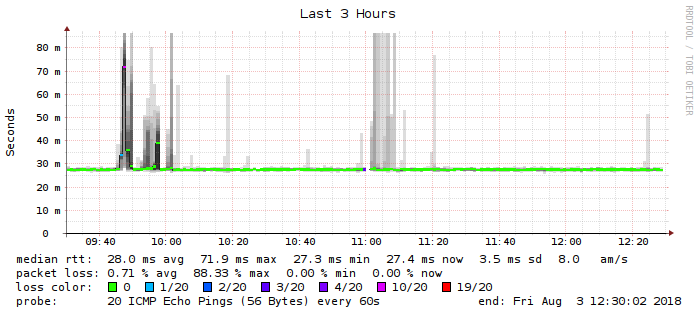 Last 3 Hours
RRDTOOL / TOBI OETIKER
Seconds
80 m
70 m
60 m
50 m
40 m
30 m
20 m
10 m
0
09:40 10:00 10:20 10:40 11:00 11:20 11:40 12:00 12:20
median rtt: 28.0 ms avg 71.9 ms max 27.3 ms min 27.4 ms now 3.5 ms sd 8.0 am/s
packet loss: 0.71 % avg 88.33 % max 0.00 % min 0.00 % now
loss color: 0 1/20 2/20 3/20 4/20 10/20 19/20
probe: 20 ICMP Echo Pings (56 Bytes) every 60s end: Fri Aug 3 12:30:02 2018